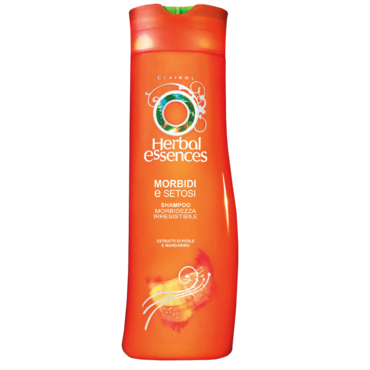 CLAIROL
Herbal
essences
MORBIDI
e SETOSI
SHAMPOO
MORBIDEZZA
IRRESISTIBILE
ESTRATTI DI PERLE
E MANDARINO